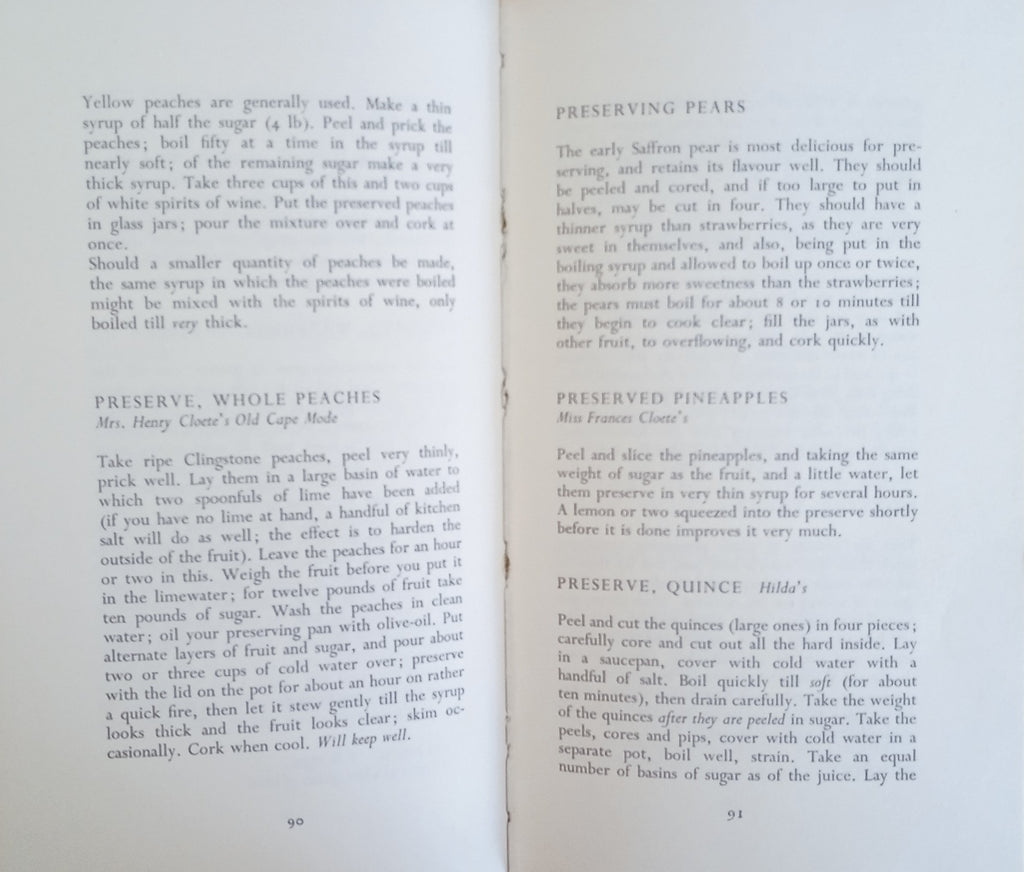 Yellow peaches are generally used. Make a thin
syrup of half the sugar (4 lb). Peel and prick the
peaches; boil fifty at a time in the syrup till
nearly soft; of the remaining sugar make a very
thick syrup. Take three cups of this and two cups
of white spirits of wine. Put the preserved peaches
in glass jars; pour the mixture over and cork at
once.
Should a smaller quantity of peaches be made,
the same syrup in which the peaches were boiled
might be mixed with the spirits of wine, only
boiled till very thick.
PRESERVE, WHOLE PEACHES
Mrs. Henry Cloete's Old Cape Mode
Take ripe Clingstone peaches, peel very thinly,
prick well. Lay them in a large basin of water to
which two spoonfuls of lime have been added
(if you have no lime at hand, a handful of kitchen
salt will do as well; the effect is to harden the
outside of the fruit). Leave the peaches for an hour
or two in this. Weigh the fruit before you put it
in the limewater; for twelve pounds of fruit take
ten pounds of sugar. Wash the peaches in clean
water; oil your preserving pan with olive-oil. Put
alternate layers of fruit and sugar, and pour about
two or three cups of cold water over; preserve
with the lid on the pot for about an hour on rather
a quick fire, then let it stew gently till the syrup
looks thick and the fruit looks clear; skim oc-
casionally. Cork when cool. Will keep well.
90
PRESERVING PEARS
The early Saffron pear is most delicious for pre-
serving, and retains its flavour well. They should
be peeled and cored, and if too large to put in
halves, may be cut in four. They should have a
thinner syrup than strawberries, as they are very
sweet in themselves, and also, being put in the
boiling syrup and allowed to boil up once or twice,
they absorb more sweetness than the strawberries;
the pears must boil for about 8 or 10 minutes till
they begin to cook clear; fill the jars, as with
other fruit, to overflowing, and cork quickly.
PRESERVED PINEAPPLES
Miss Frances Cloete's
Peel and slice the pineapples, and taking the same
weight of sugar as the fruit, and a little water, let
them preserve in very thin syrup for several hours.
A lemon or two squeezed into the preserve shortly
before it is done improves it very much.
PRESERVE, QUINCE Hilda's
Peel and cut the quinces (large ones) in four pieces;
carefully core and cut out all the hard inside. Lay
in a saucepan, cover with cold water with a
handful of salt. Boil quickly till soft (for about
ten minutes), then drain carefully. Take the weight
of the quinces after they are peeled in sugar. Take the
peels, cores and pips, cover with cold water in a
separate pot, boil well, strain. Take an equal
number of basins of sugar as of the juice. Lay the
91